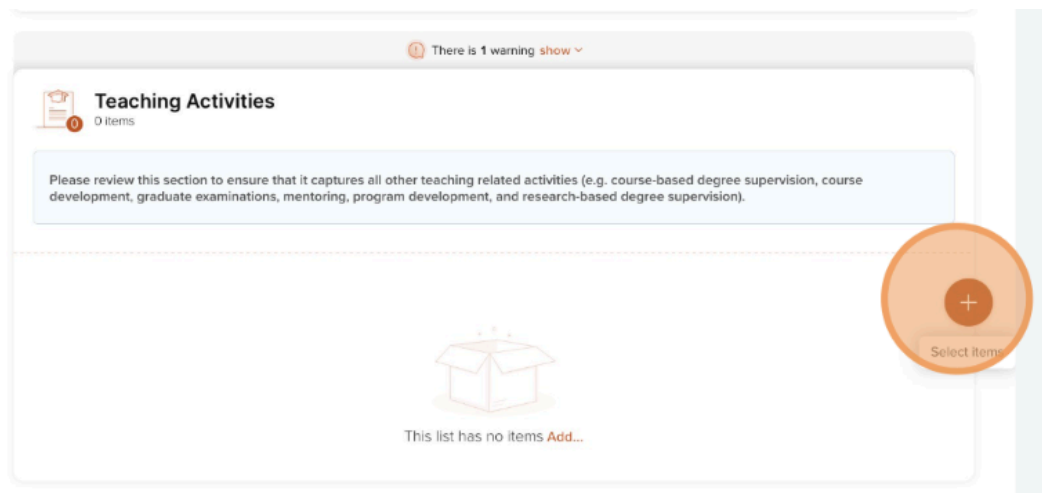 There is 1 warning show
Teaching Activities
0 items
0
Please review this section to ensure that it captures all other teaching related activities (e.g. course-based degree supervision, course
development, graduate examinations, mentoring, program development, and research-based degree supervision).
Select items
This list has no items Add...